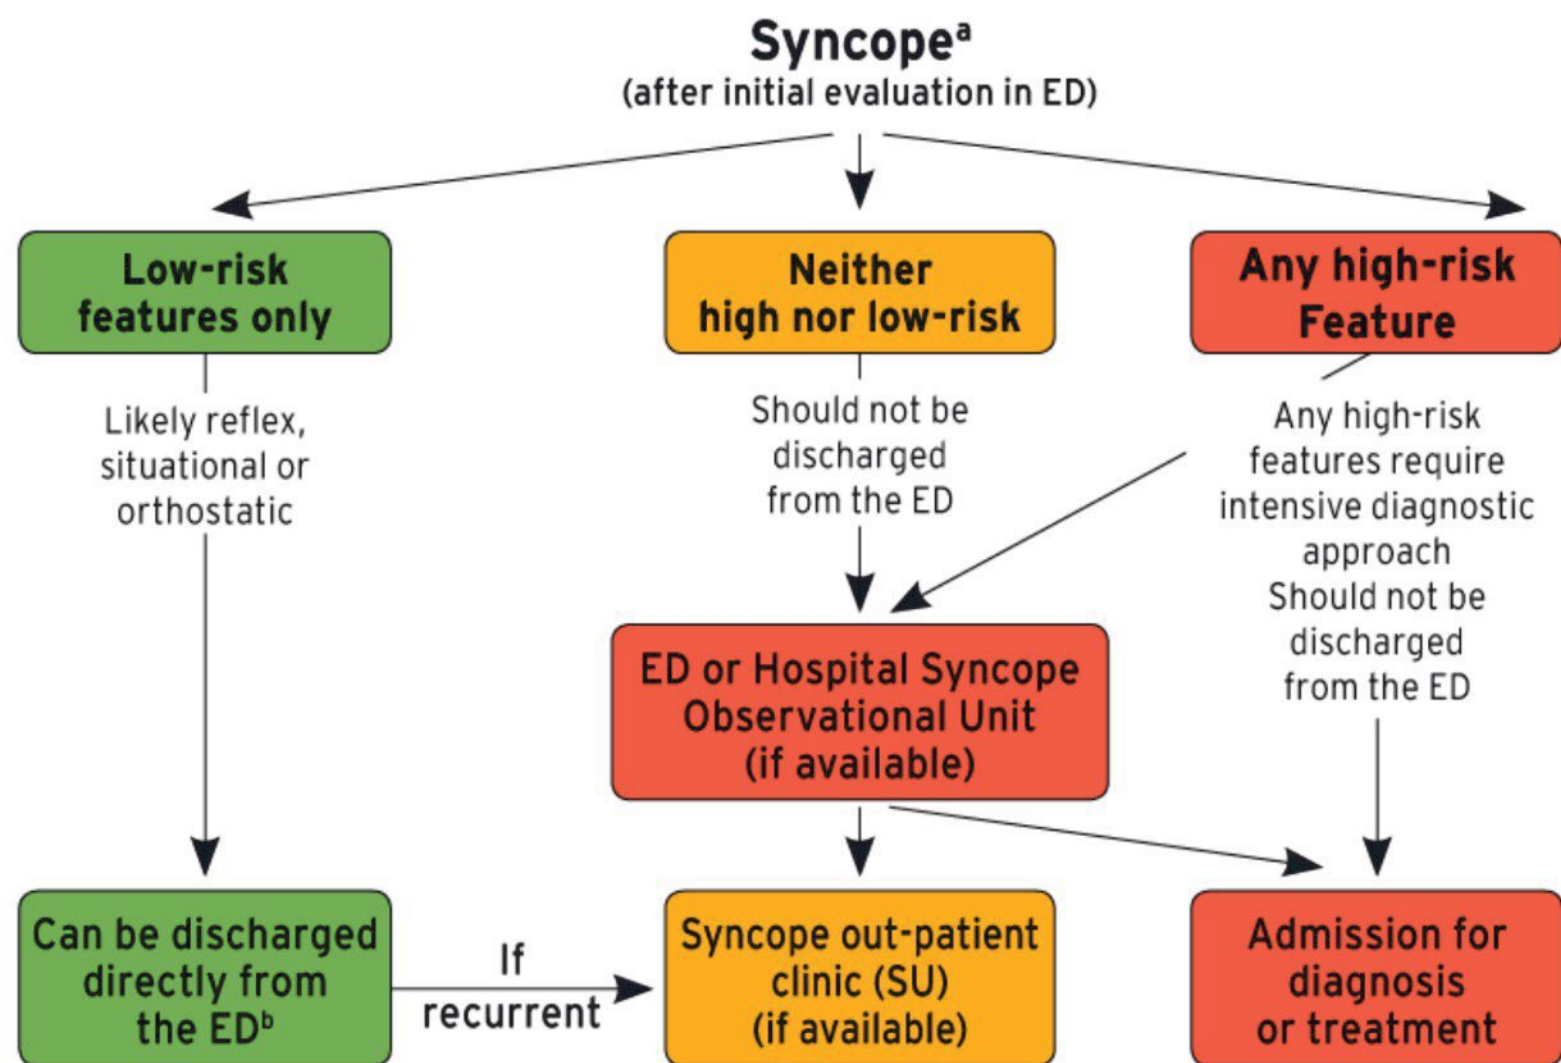 Syncopeᵃ
(after initial evaluation in ED)
Low-risk
features only
Neither
high nor low-risk
Any high-risk
Feature
Likely reflex,
situational or
orthostatic
Should not be
discharged
from the ED
Any high-risk
features require
intensive diagnostic
approach
Should not be
discharged
from the ED
ED or Hospital Syncope
Observational Unit
(if available)
Can be discharged
directly from
the EDᵇ
If
recurrent
Syncope out-patient
clinic (SU)
(if available)
Admission for
diagnosis
or treatment